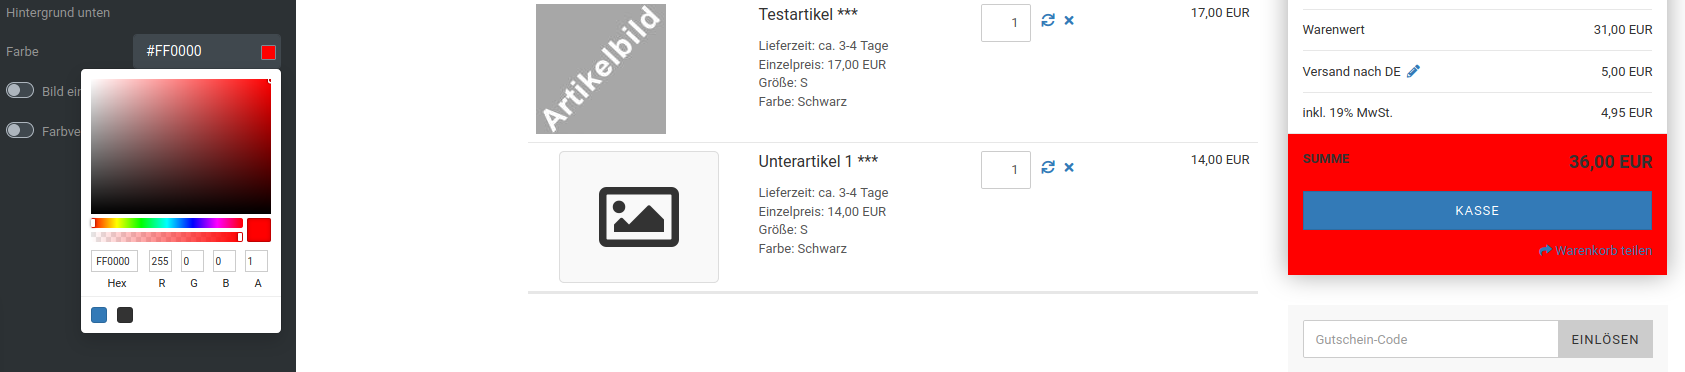 Hintergrund unten
Farbe
#FF0000
Bild ein
Farbve
FF0000
255
0
0
1
Hex
R
G
B
A
Artikelbild
Testartikel ***
1
17,00 EUR
Lieferzeit: ca. 3-4 Tage
Einzelpreis: 17,00 EUR
Größe: S
Farbe: Schwarz
Unterartikel 1 ***
1
14,00 EUR
Lieferzeit: ca. 3-4 Tage
Einzelpreis: 14,00 EUR
Größe: S
Farbe: Schwarz
Warenwert
31,00 EUR
Versand nach DE
5,00 EUR
inkl. 19% MwSt.
4,95 EUR
SUMME
36,00 EUR
KASSE
Warenkorb teilen
Gutschein-Code
EINLÖSEN